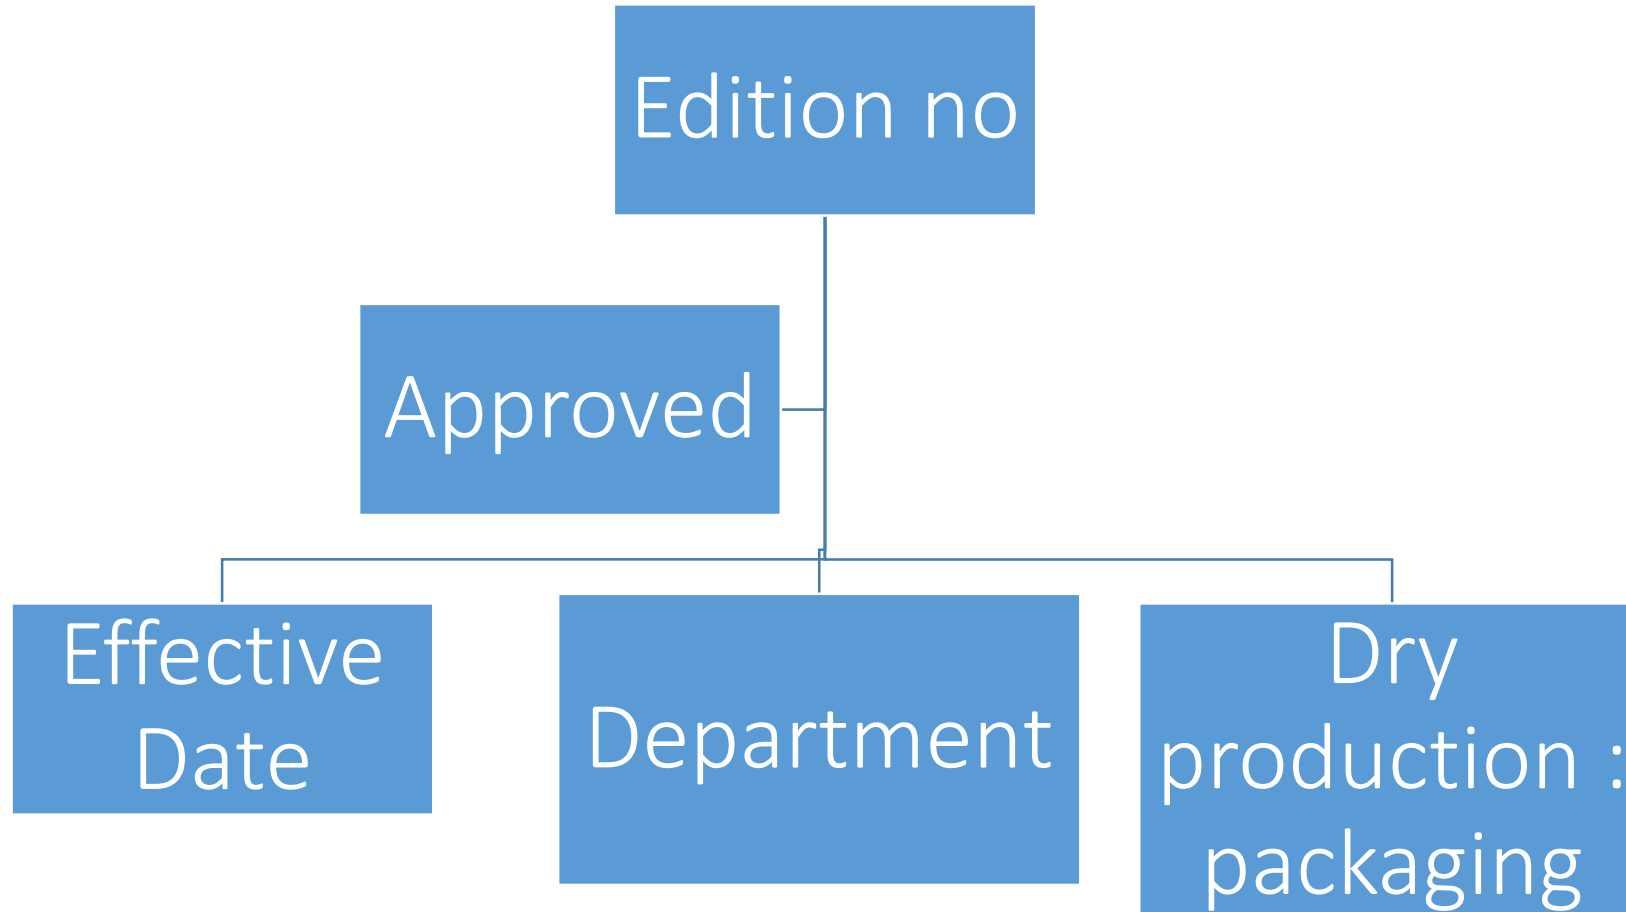 Edition no
Approved
Effective
Date
Department
Dry
production :
packaging